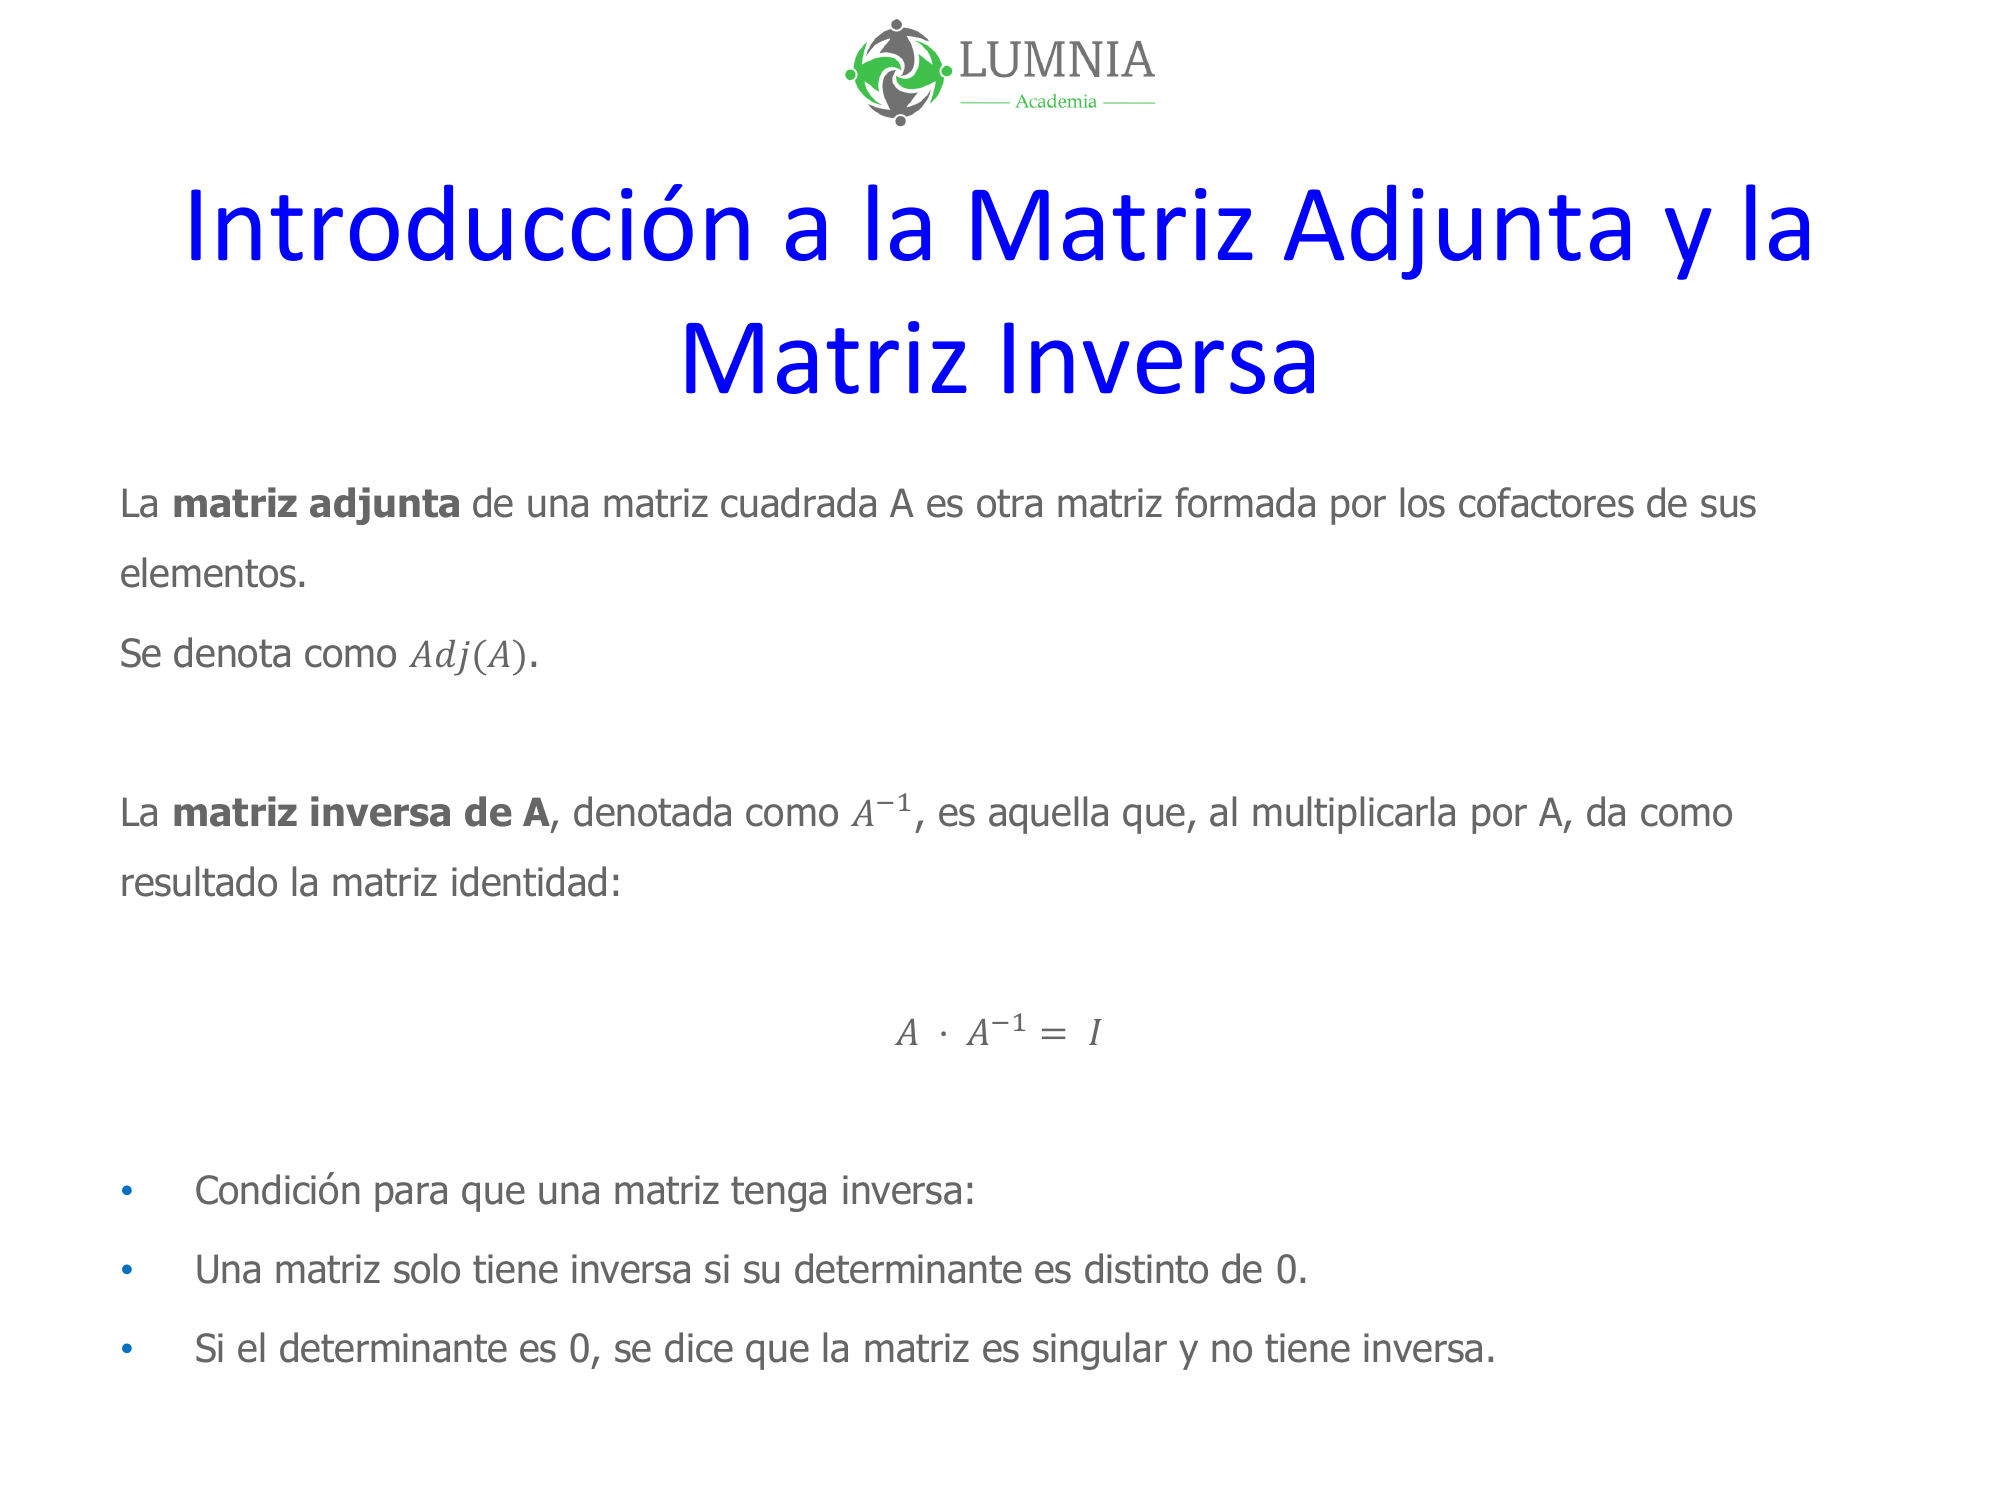 LUMNIA
Academia
Introducción a la Matriz Adjunta y la
Matriz Inversa
La matriz adjunta de una matriz cuadrada A es otra matriz formada por los cofactores de sus
elementos.
Se denota como Adj(A).
La matriz inversa de A, denotada como A⁻¹, es aquella que, al multiplicarla por A, da como
resultado la matriz identidad:
A · A⁻¹ = I
• Condición para que una matriz tenga inversa:
• Una matriz solo tiene inversa si su determinante es distinto de 0.
• Si el determinante es 0, se dice que la matriz es singular y no tiene inversa.